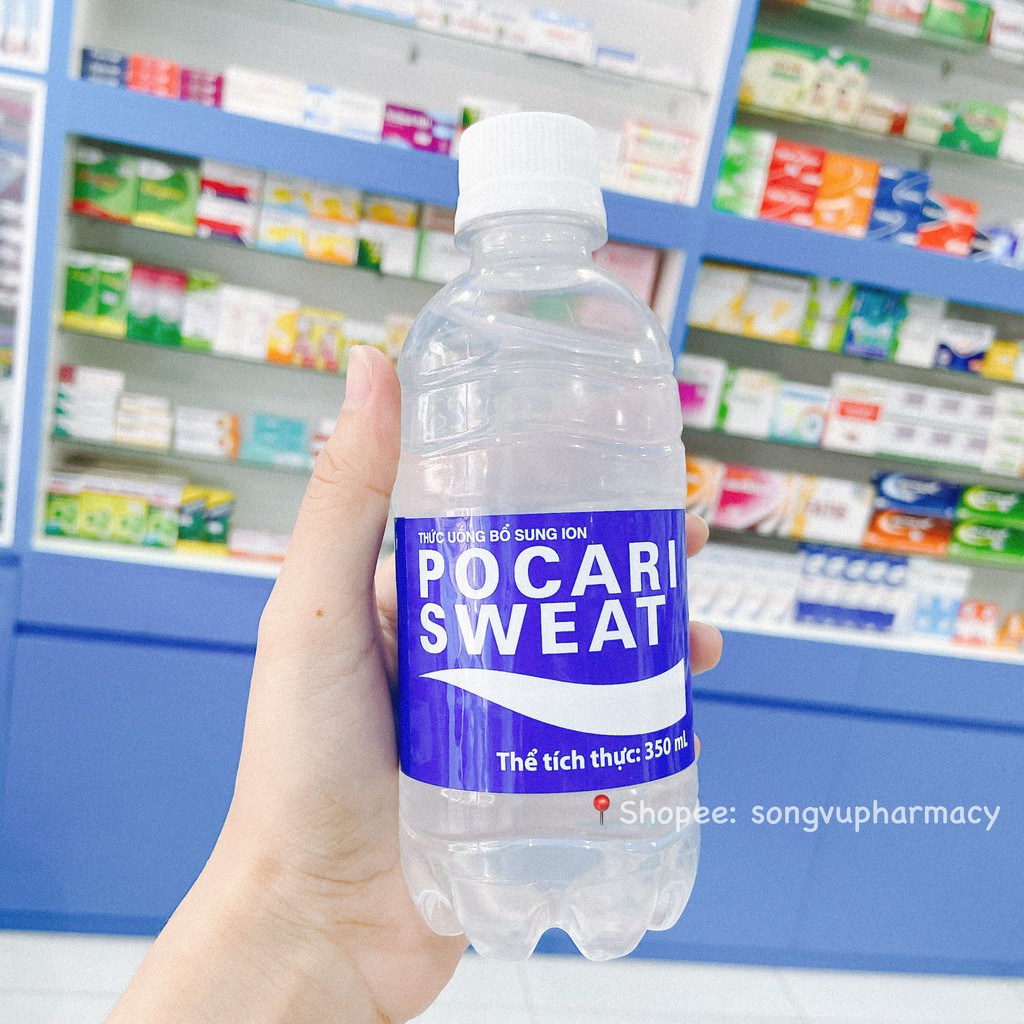 THỨC UỐNG BỔ SUNG ION
POCARI
SWEAT
Thể tích thực: 350 mL
Shopee: songvupharmacy